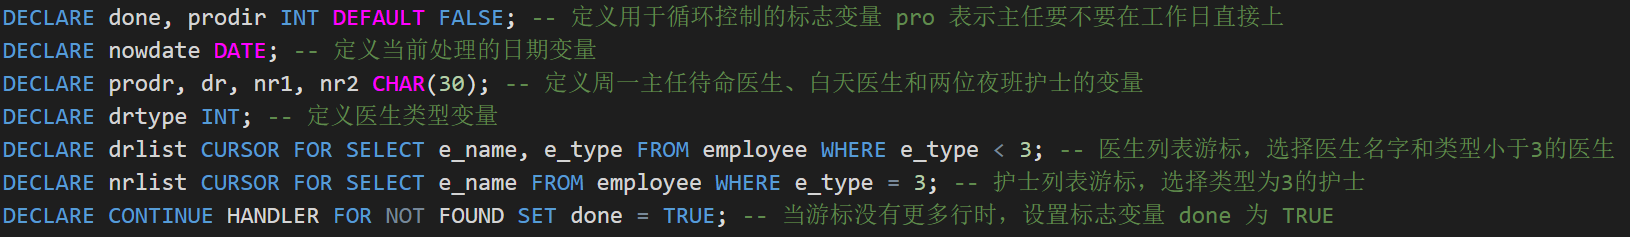 DECLARE done, prodir INT DEFAULT FALSE; -- 定义用于循环控制的标志变量 pro 表示主任要不要在工作日直接上
DECLARE nowdate DATE; -- 定义当前处理的日期变量
DECLARE prodr, dr, nr1, nr2 CHAR(30); -- 定义周一主任待命医生、白天医生和两位夜班护士的变量
DECLARE drtype INT; -- 定义医生类型变量
DECLARE drlist CURSOR FOR SELECT e_name, e_type FROM employee WHERE e_type < 3; -- 医生列表游标，选择医生名字和类型小于3的医生
DECLARE nrlist CURSOR FOR SELECT e_name FROM employee WHERE e_type = 3; -- 护士列表游标，选择类型为3的护士
DECLARE CONTINUE HANDLER FOR NOT FOUND SET done = TRUE; -- 当游标没有更多行时，设置标志变量 done 为 TRUE